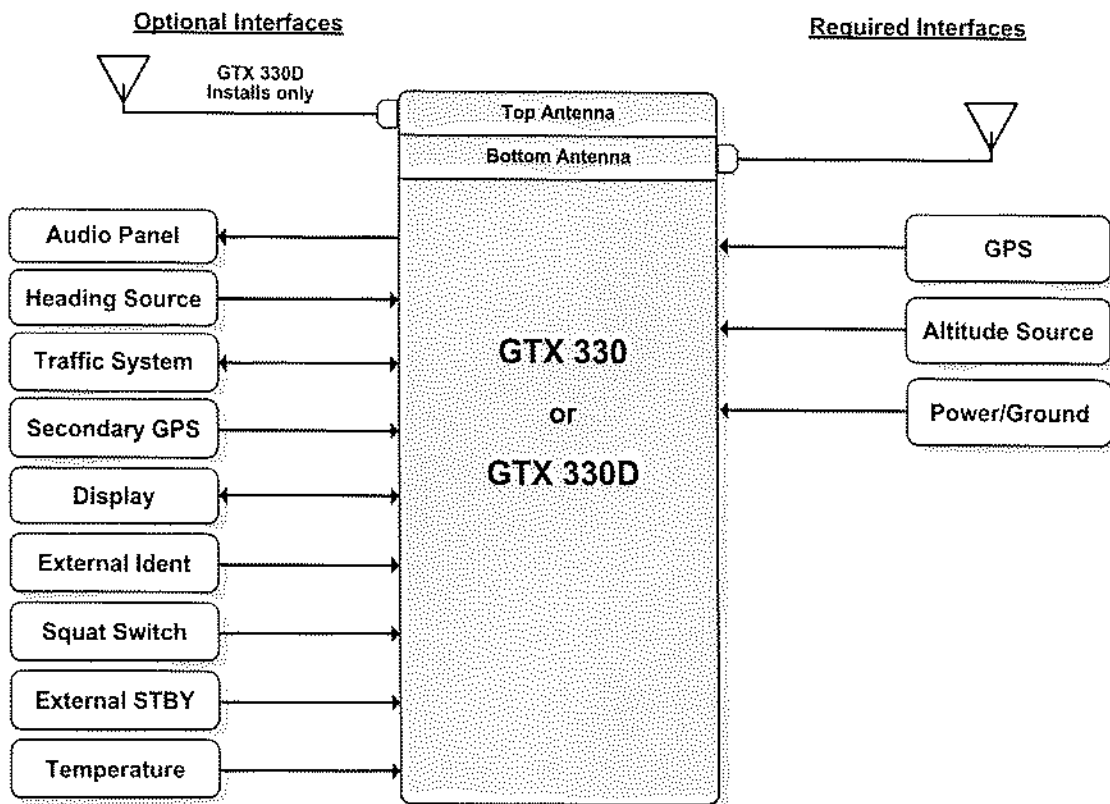 Optional Interfaces
Required Interfaces
GTX 330D
Installs only
Top Antenna
Bottom Antenna
Audio Panel
Heading Source
Traffic System
Secondary GPS
Display
External Ident
Squat Switch
External STBY
Temperature
GTX 330
or
GTX 330D
GPS
Altitude Source
Power/Ground